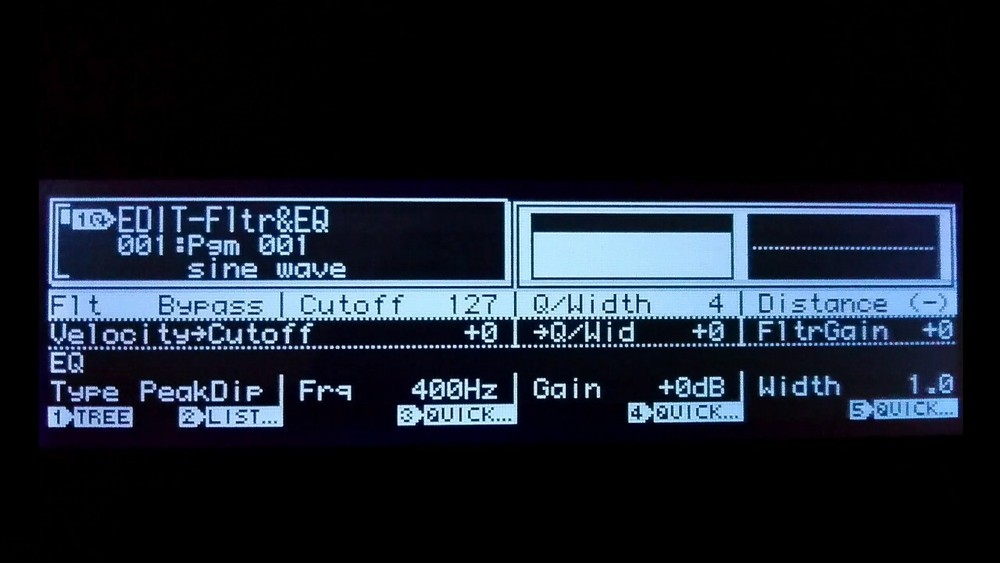 1@ EDIT-Fltr&EQ
001:Pgm 001
sine wave
Flt Bypass | Cutoff 127 | Q/Width 4 | Distance (-)
Velocity→Cutoff +0 | →Q/Wid +0 | FltrGain +0
EQ
Type PeakDip | Frq 400Hz | Gain +0dB | Width 1.0
1 TREE 2 LIST... 3 QUICK... 4 QUICK... 5 QUICK...